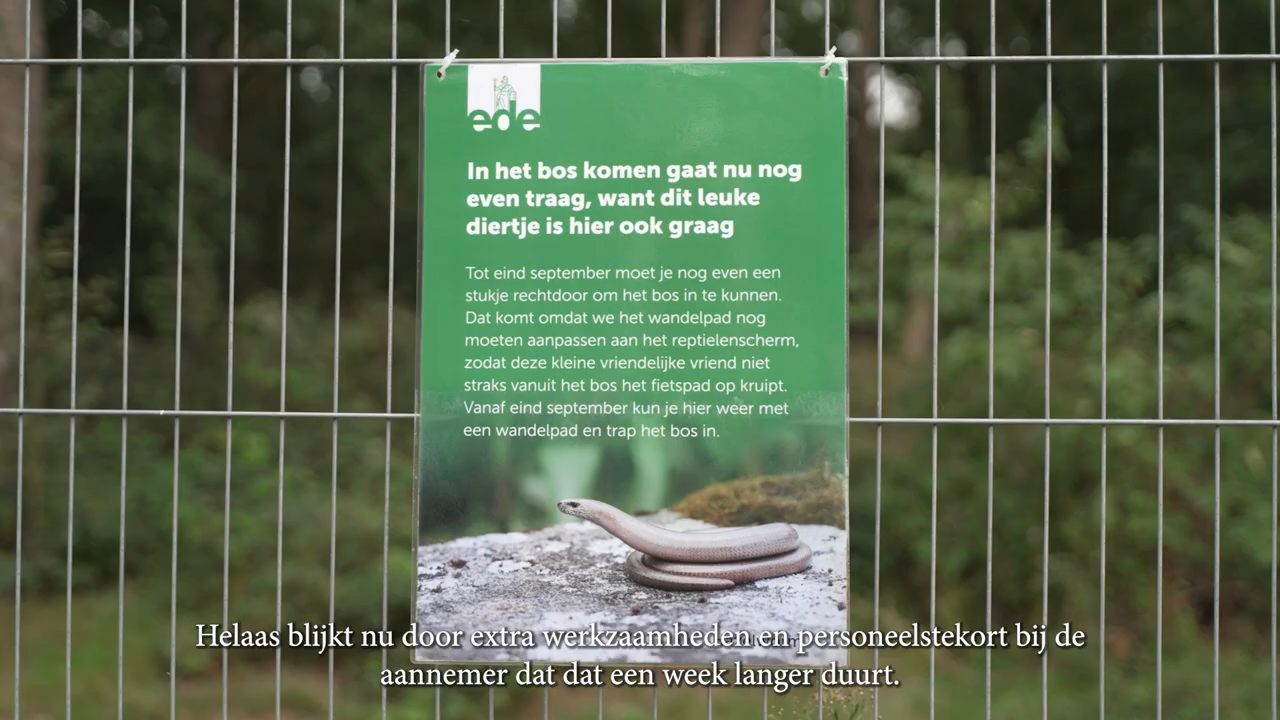 ede
In het bos komen gaat nu nog
even traag, want dit leuke
diertje is hier ook graag
Tot eind september moet je nog even een
stukje rechtdoor om het bos in te kunnen.
Dat komt omdat we het wandelpad nog
moeten aanpassen aan het reptielenscherm,
zodat deze kleine vriendelijke vriend niet
straks vanuit het bos het fietspad op kruipt.
Vanaf eind september kun je hier weer met
een wandelpad en trap het bos in.
Helaas blijkt nu door extra werkzaamheden en personeelstekort bij de
aannemer dat dat een week langer duurt.